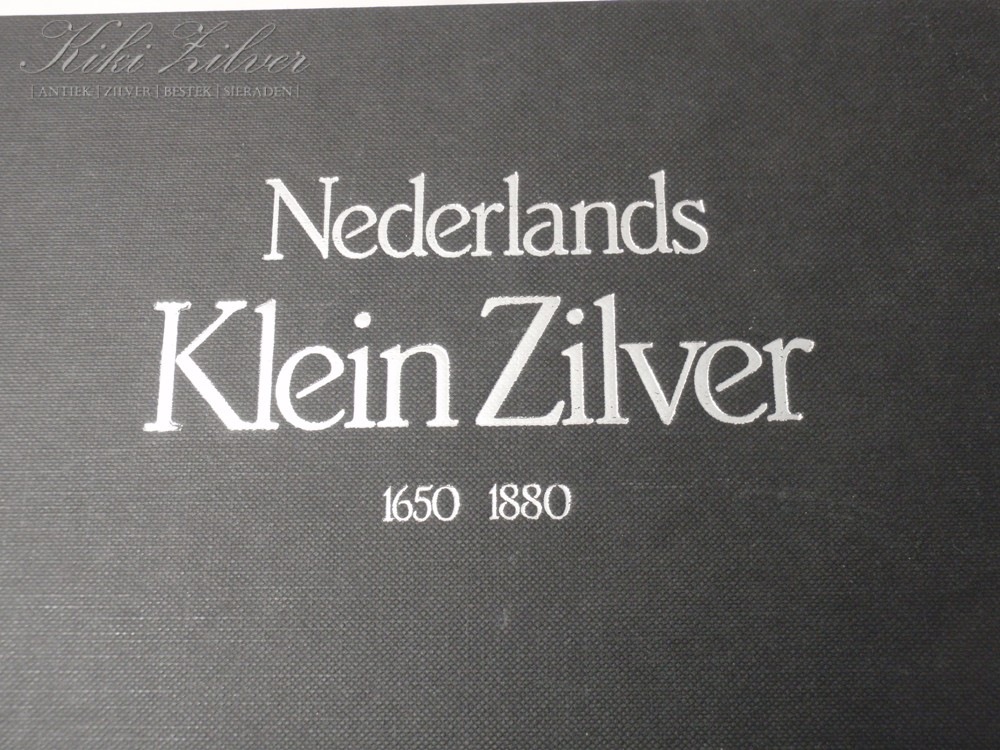 Kiki Zilver
| ANTIEK | ZILVER | BESTEK | SIERADEN |
Nederlands
Klein Zilver
1650 1880